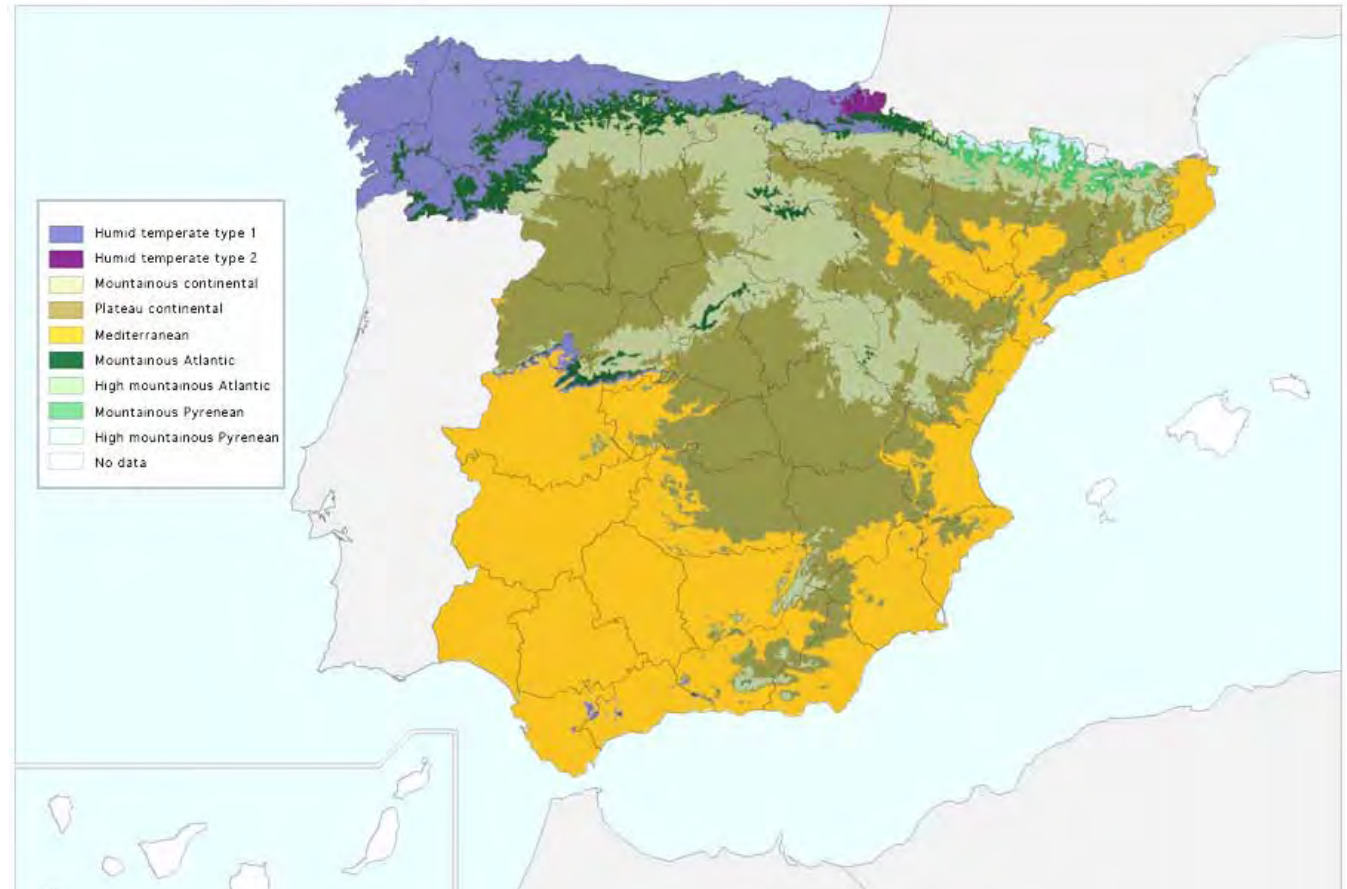 Humid temperate type 1
Humid temperate type 2
Mountainous continental
Plateau continental
Mediterranean
Mountainous Atlantic
High mountainous Atlantic
Mountainous Pyrenean
High mountainous Pyrenean
No data